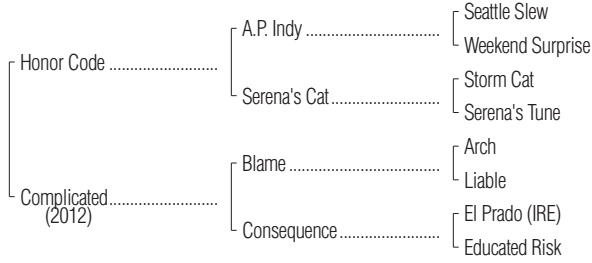 Seattle Slew
A.P. Indy ..........................
Weekend Surprise
Honor Code .........................
Storm Cat
Serena's Cat.........................
Serena's Tune
Arch
Blame ...................................
Liable
Complicated.........................
(2012)
El Prado (IRE)
Consequence.......................
Educated Risk